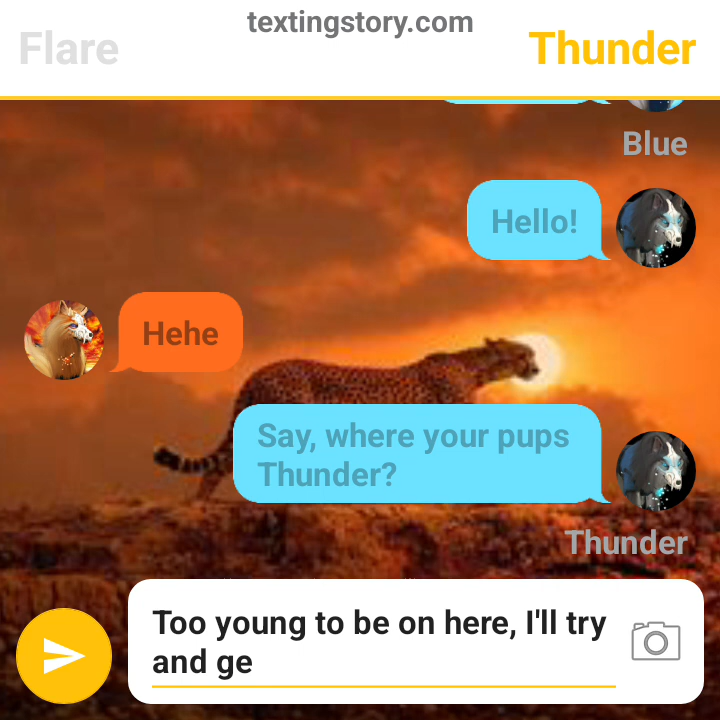 textingstory.com
Flare
Thunder
Blue
Hello!
Hehe
Say, where your pups
Thunder?
Thunder
Too young to be on here, I'll try
and ge